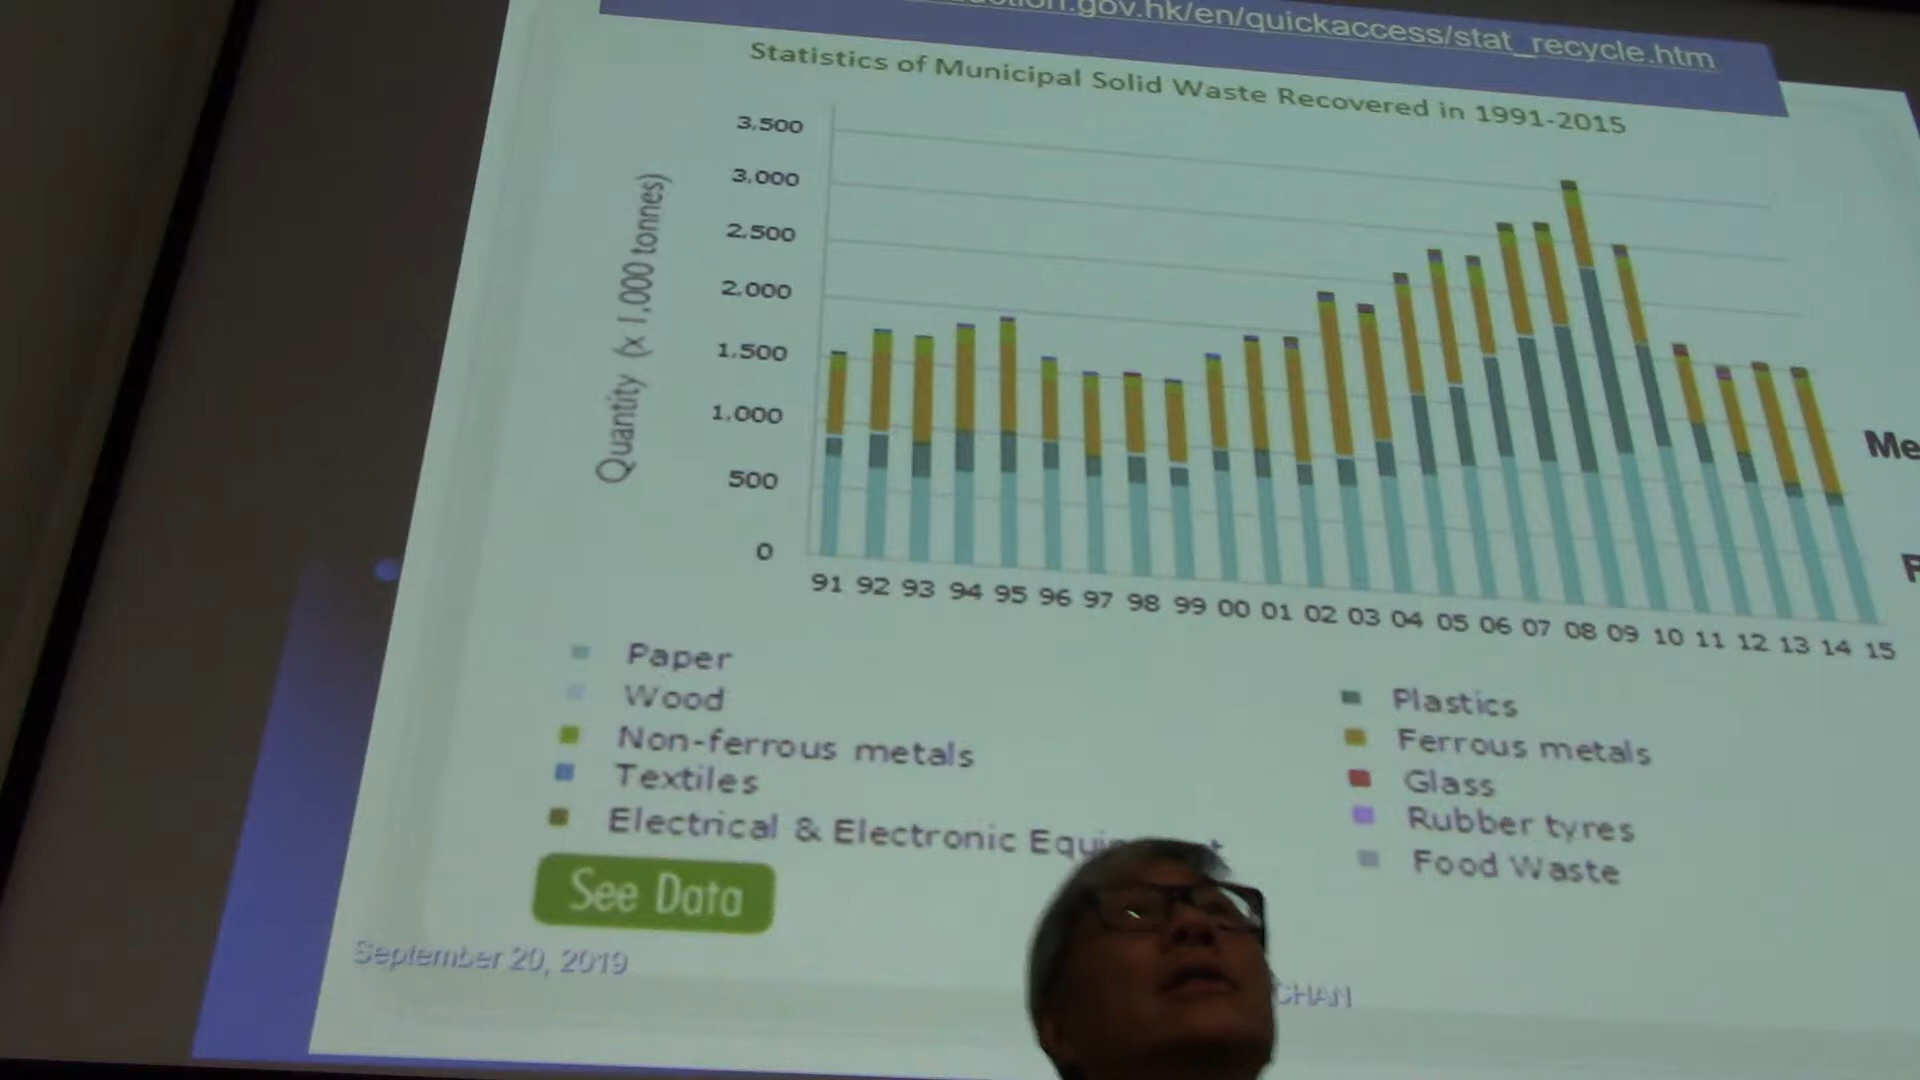 gov.hk/en/quickaccess/stat_recycle.htm
Statistics of Municipal Solid Waste Recovered in 1991-2015
Quantity (x 1,000 tonnes)
3,500
3,000
2,500
2,000
1,500
1,000
500
0
91 92 93 94 95 96 97 98 99 00 01 02 03 04 05 06 07 08 09 10 11 12 13 14 15
Me
Paper
Wood
Non-ferrous metals
Textiles
Electrical & Electronic
Plastics
Ferrous metals
Glass
Rubber tyres
Food Waste
See Data
September 20, 2019
CHAN